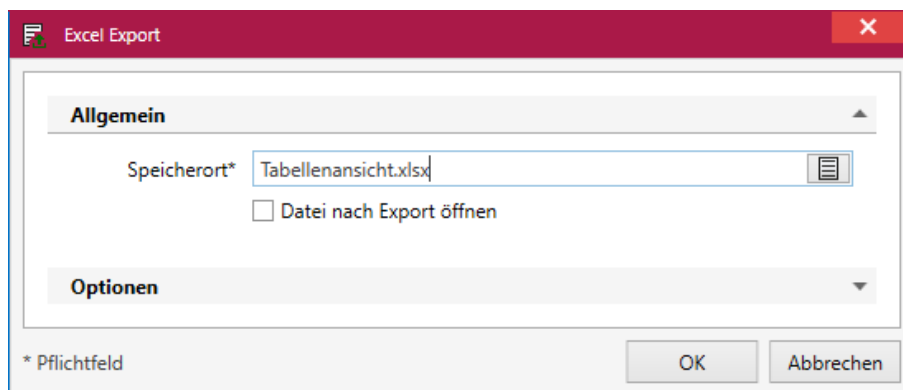 Excel Export
Allgemein
Speicherort* Tabellenansicht.xlsx
Datei nach Export öffnen
Optionen
* Pflichtfeld OK Abbrechen